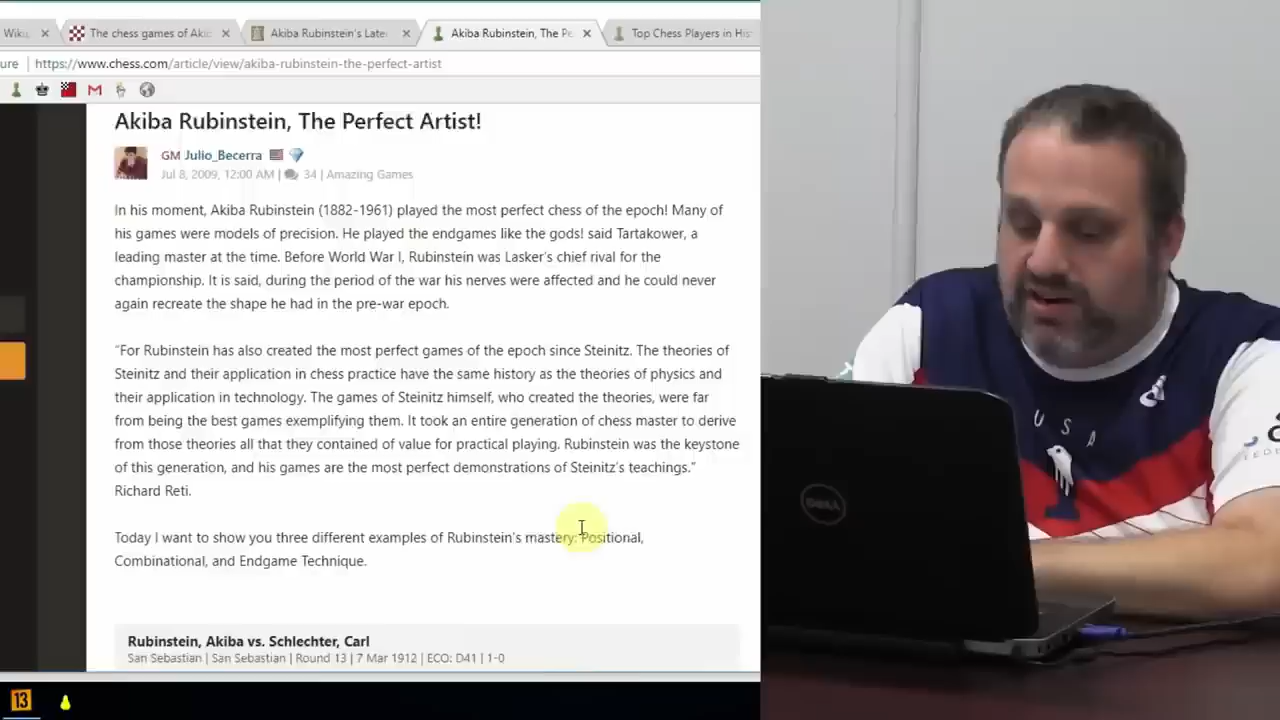 Wiku
The chess games of Aki
Akiba Rubinstein's Late
Akiba Rubinstein, The Pe
Top Chess Players in His
ure | https://www.chess.com/article/view/akiba-rubinstein-the-perfect-artist
Akiba Rubinstein, The Perfect Artist!
GM Julio_Becerra
Jul 8, 2009, 12:00 AM | 34 | Amazing Games
In his moment, Akiba Rubinstein (1882-1961) played the most perfect chess of the epoch! Many of
his games were models of precision. He played the endgames like the gods! said Tartakower, a
leading master at the time. Before World War I, Rubinstein was Lasker's chief rival for the
championship. It is said, during the period of the war his nerves were affected and he could never
again recreate the shape he had in the pre-war epoch.
“For Rubinstein has also created the most perfect games of the epoch since Steinitz. The theories of
Steinitz and their application in chess practice have the same history as the theories of physics and
their application in technology. The games of Steinitz himself, who created the theories, were far
from being the best games exemplifying them. It took an entire generation of chess master to derive
from those theories all that they contained of value for practical playing. Rubinstein was the keystone
of this generation, and his games are the most perfect demonstrations of Steinitz's teachings.”
Richard Reti.
Today I want to show you three different examples of Rubinstein's mastery: Positional,
Combinational, and Endgame Technique.
Rubinstein, Akiba vs. Schlechter, Carl
San Sebastian | San Sebastian | Round 13 | 7 Mar 1912 | ECO: D41 | 1-0
13
DELL
USA
1